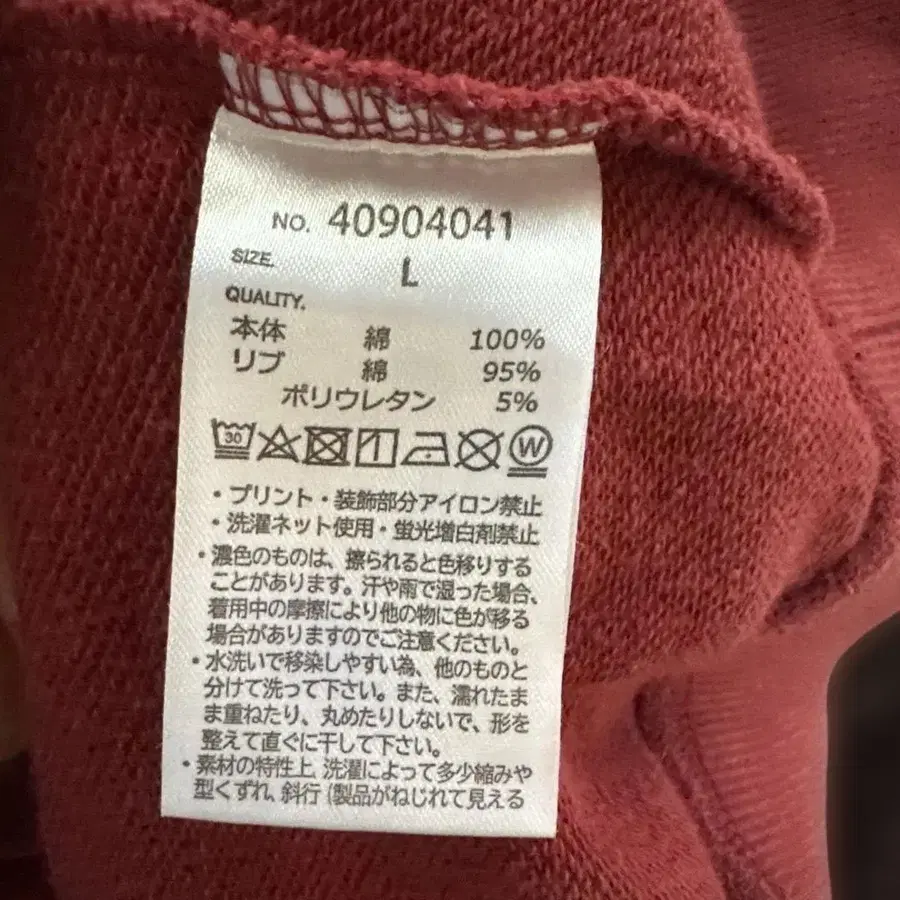 NO. 40904041
SIZE.
L
QUALITY.
本体 綿 100%
リブ 綿 95%
ポリウレタン 5%
30 W
・プリント・装飾部分アイロン禁止
・洗濯ネット使用・蛍光増白剤禁止
・濃色のものは、擦られると色移りする
ことがあります。汗や雨で湿った場合、
着用中の摩擦により他の物に色が移る
場合がありますのでご注意ください。
・水洗いで移染しやすい為、他のものと
分けて洗って下さい。また、濡れたま
ま重ねたり、丸めたりしないで、形を
整えて直ぐに干して下さい。
・素材の特性上、洗濯によって多少縮みや
型くずれ、斜行（製品がねじれて見える